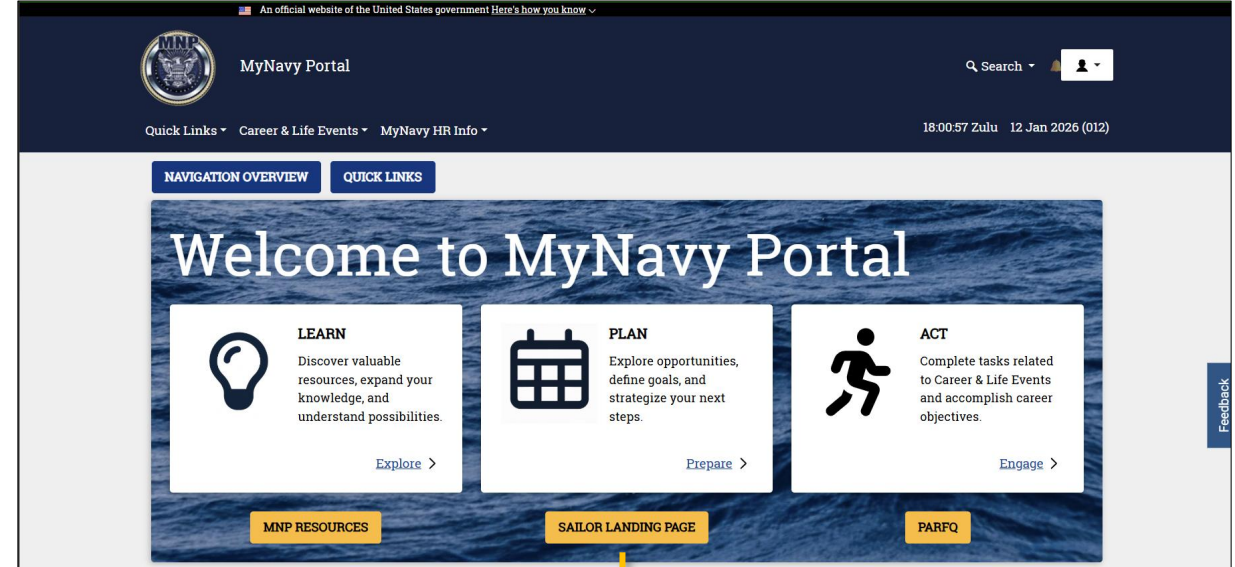 An official website of the United States government Here's how you know
MNP
MyNavy Portal
Search
Quick Links
Career & Life Events
MyNavy HR Info
18:00:57 Zulu 12 Jan 2026 (012)
NAVIGATION OVERVIEW
QUICK LINKS
Welcome to MyNavy Portal
LEARN
Discover valuable
resources, expand your
knowledge, and
understand possibilities.
Explore
PLAN
Explore opportunities,
define goals, and
strategize your next
steps.
Prepare
ACT
Complete tasks related
to Career & Life Events
and accomplish career
objectives.
Engage
MNP RESOURCES
SAILOR LANDING PAGE
PARFQ
Feedback